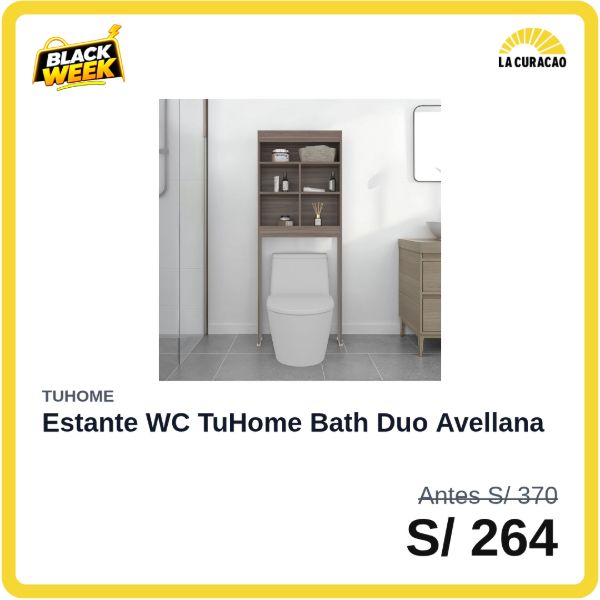 BLACK
WEEK
LA CURACAO
TUHOME
Estante WC TuHome Bath Duo Avellana
Antes S/ 370
S/ 264